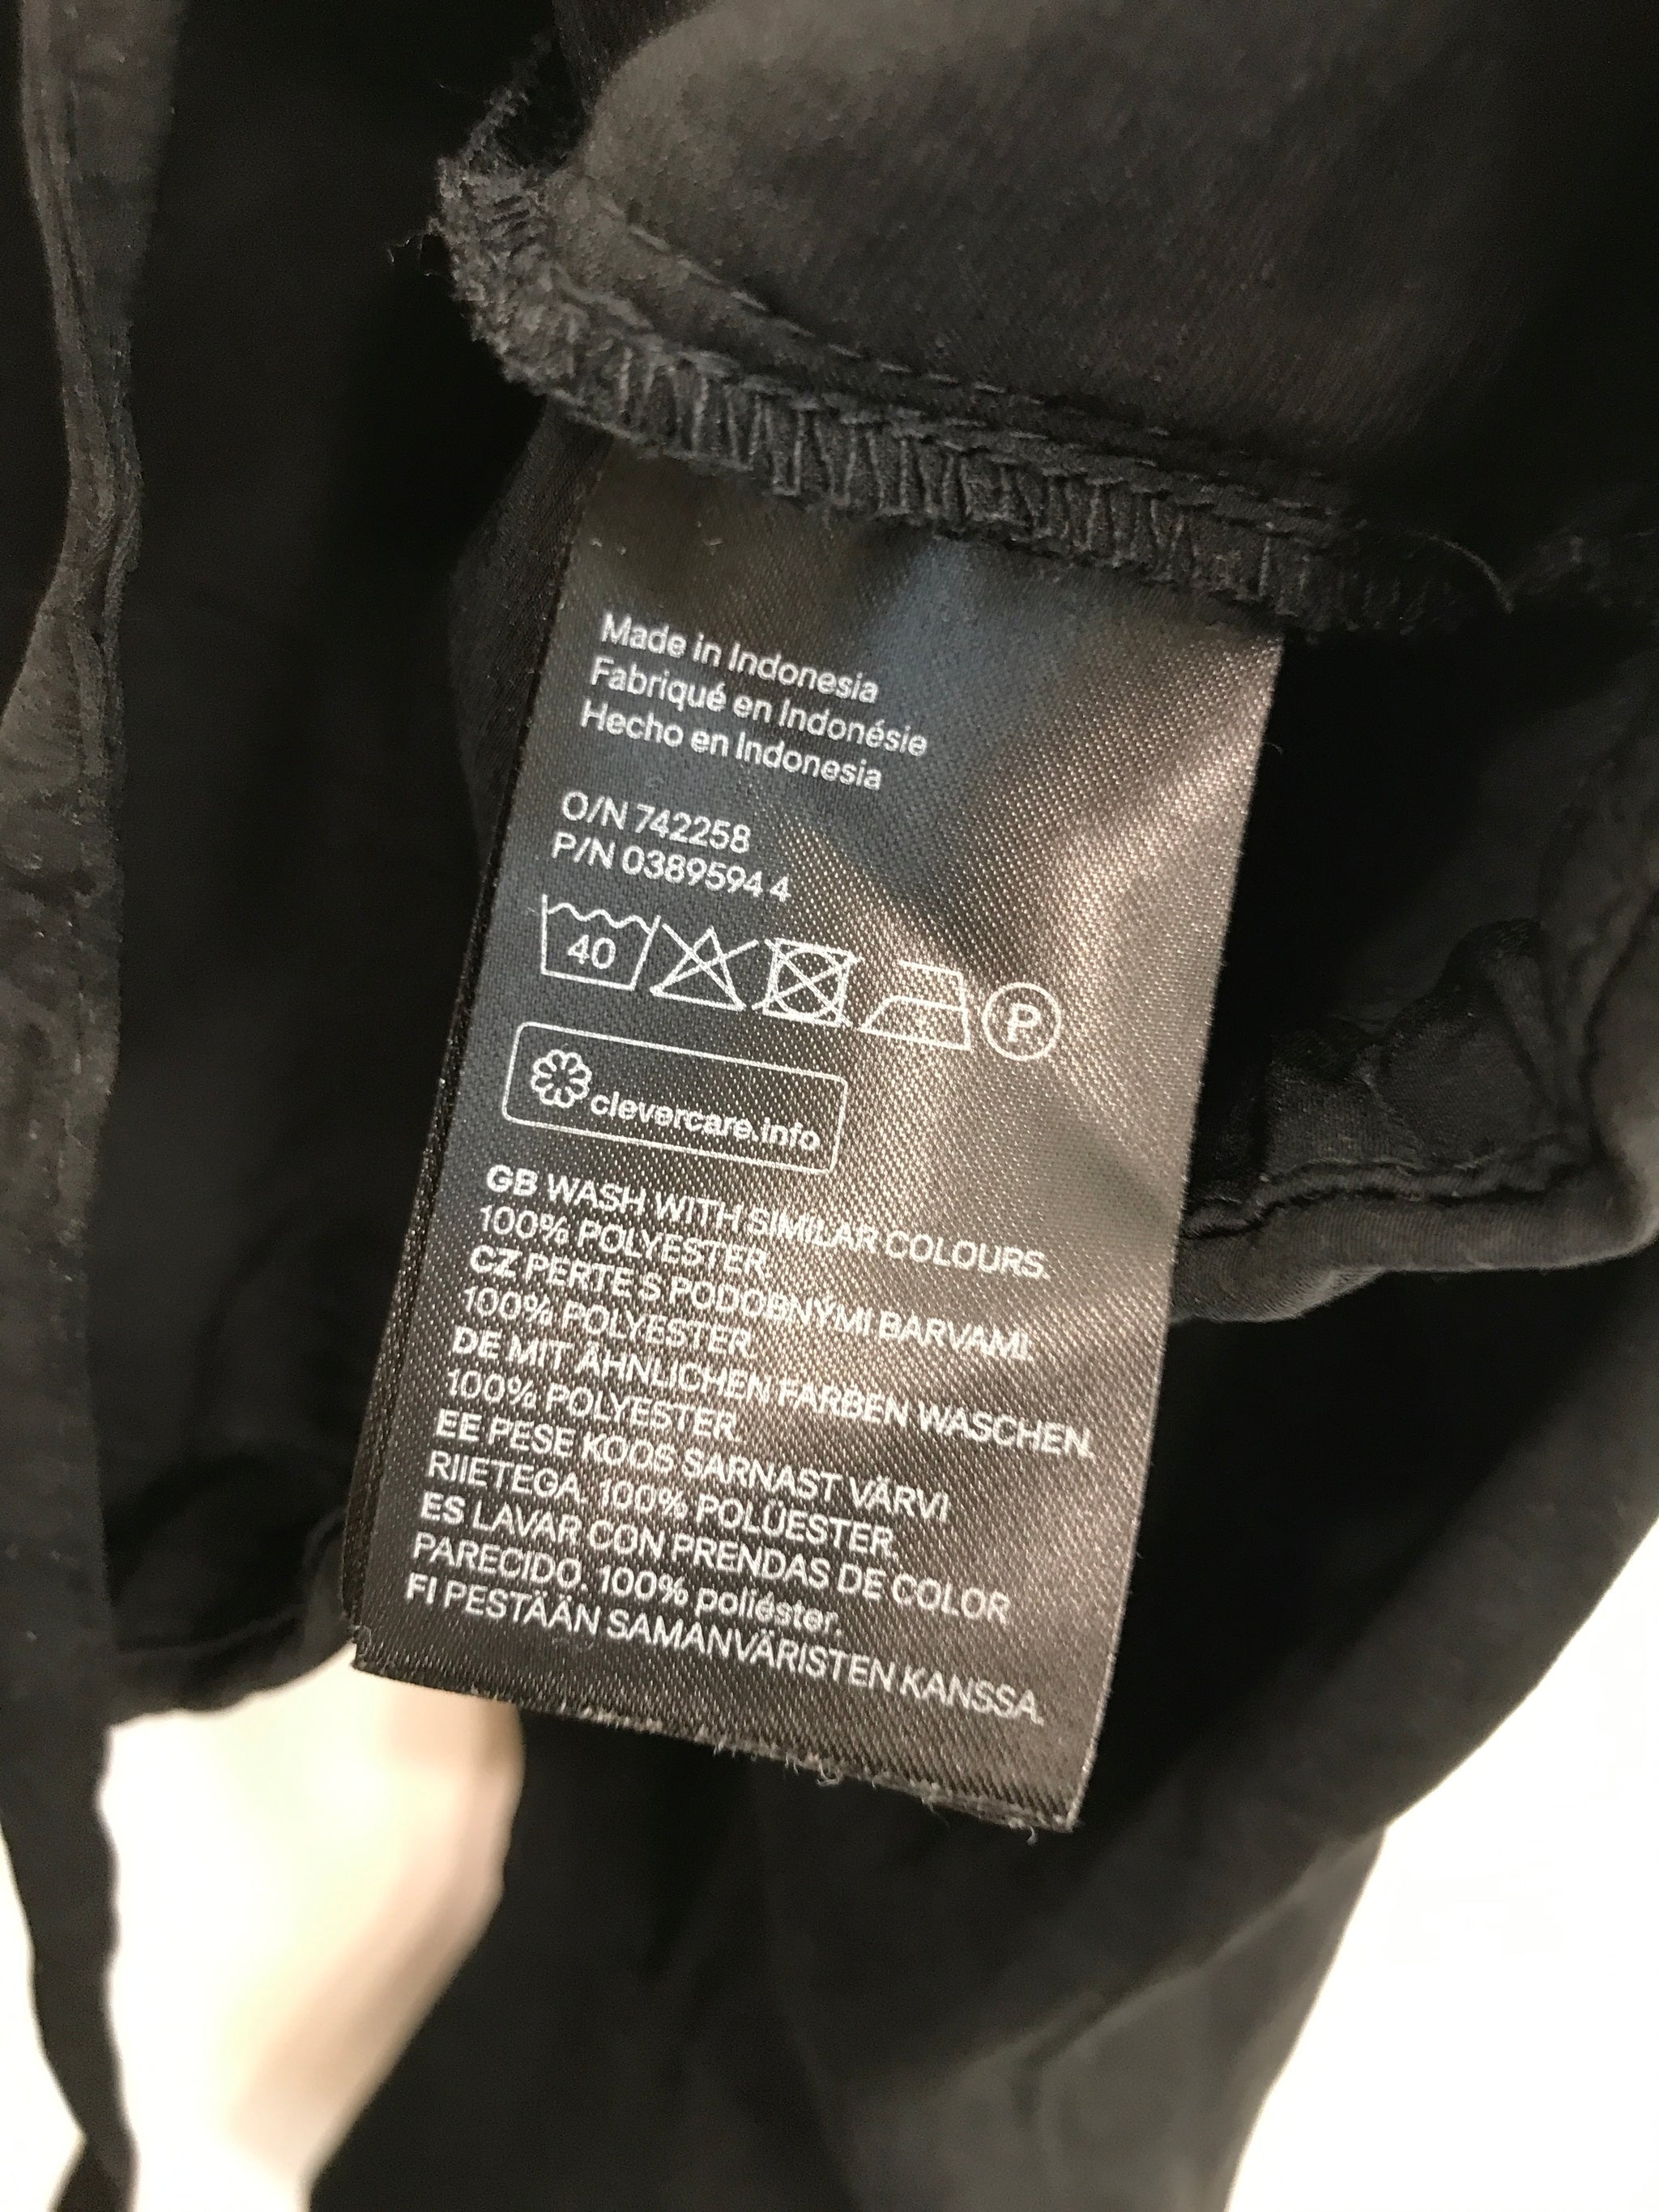 Made in Indonesia
Fabriqué en Indonésie
Hecho en Indonesia
O/N 742258
P/N 0389594 4
40
P
clevercare.info
GB WASH WITH SIMILAR COLOURS.
100% POLYESTER
CZ PERTE S PODOBNÝMI BARVAMI.
100% POLYESTER.
DE MIT ÄHNLICHEN FARBEN WASCHEN.
100% POLYESTER
EE PESE KOOS SARNAST VÄRVI
RIIETEGA. 100% POLÜESTER.
ES LAVAR CON PRENDAS DE COLOR
PARECIDO. 100% poliéster.
FI PESTÄÄN SAMANVÄRISTEN KANSSA.